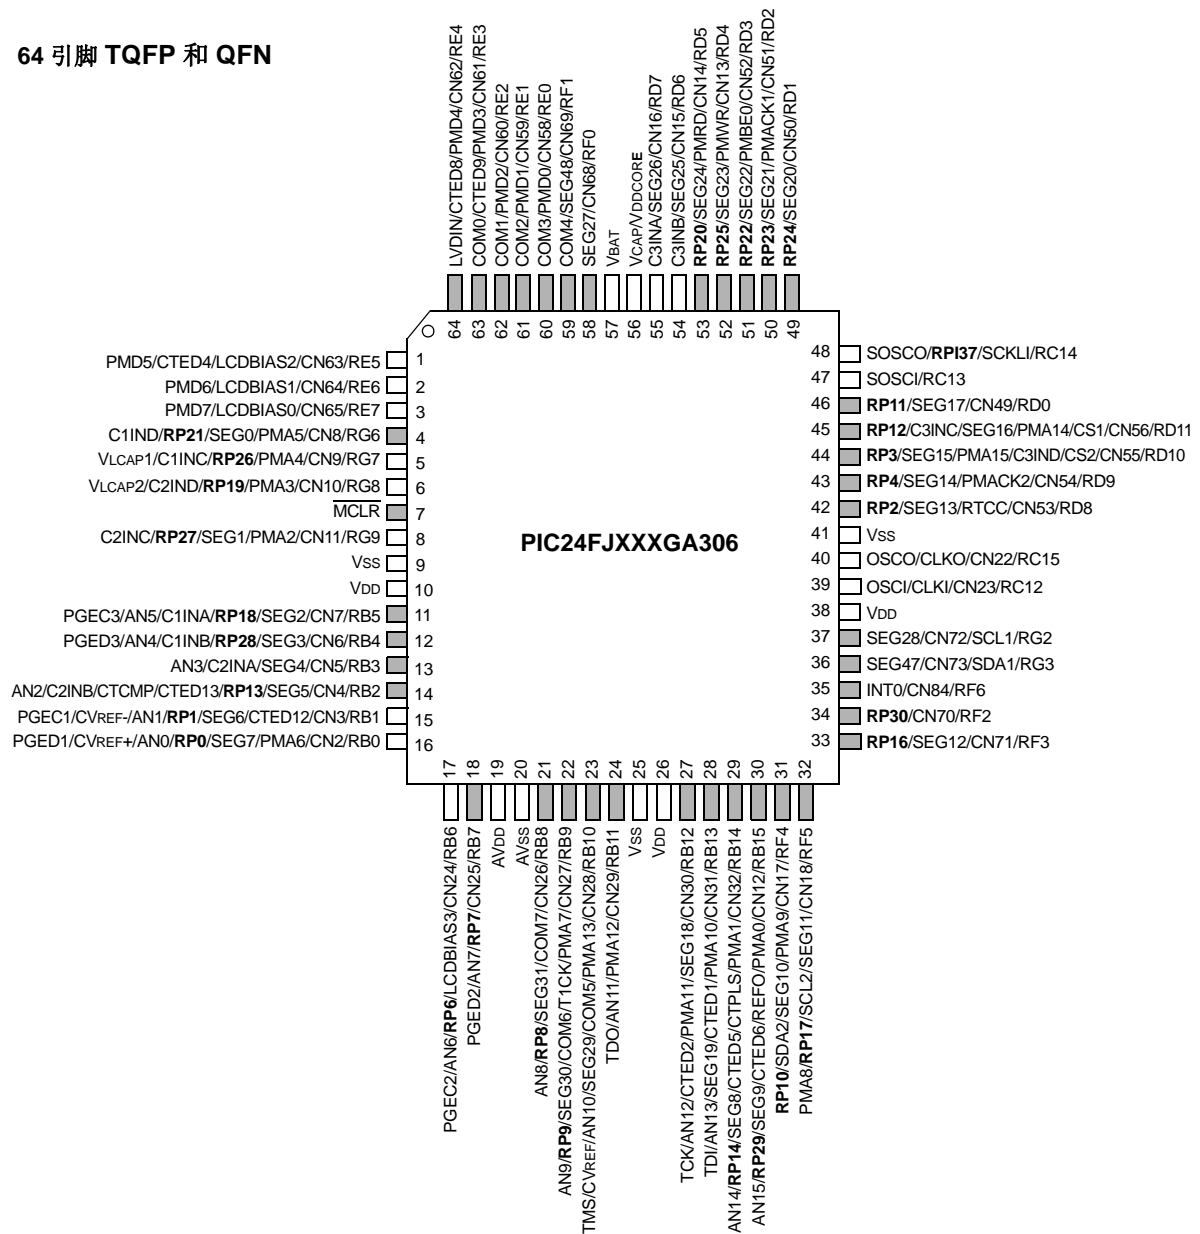 64 引脚 TQFP 和 QFN
LVDIN/CTED8/PMD4/CN62/RE4
COM0/CTED9/PMD3/CN61/RE3
COM1/PMD2/CN60/RE2
COM2/PMD1/CN59/RE1
COM3/PMD0/CN58/RE0
COM4/SEG48/CN69/RF1
SEG27/CN68/RF0
VBAT
VCAP/VDDCORE
C3INA/SEG26/CN16/RD7
C3INB/SEG25/CN15/RD6
RP20/SEG24/PMRD/CN14/RD5
RP25/SEG23/PMWR/CN13/RD4
RP22/SEG22/PMBE0/CN52/RD3
RP23/SEG21/PMACK1/CN51/RD2
RP24/SEG20/CN50/RD1
64 63 62 61 60 59 58 57 56 55 54 53 52 51 50 49
PMD5/CTED4/LCDBIAS2/CN63/RE5 1
PMD6/LCDBIAS1/CN64/RE6 2
PMD7/LCDBIAS0/CN65/RE7 3
C1IND/RP21/SEG0/PMA5/CN8/RG6 4
VLCAP1/C1INC/RP26/PMA4/CN9/RG7 5
VLCAP2/C2IND/RP19/PMA3/CN10/RG8 6
MCLR 7
C2INC/RP27/SEG1/PMA2/CN11/RG9 8
VSS 9
VDD 10
PGEC3/AN5/C1INA/RP18/SEG2/CN7/RB5 11
PGED3/AN4/C1INB/RP28/SEG3/CN6/RB4 12
AN3/C2INA/SEG4/CN5/RB3 13
AN2/C2INB/CTCMP/CTED13/RP13/SEG5/CN4/RB2 14
PGEC1/CVREF-/AN1/RP1/SEG6/CTED12/CN3/RB1 15
PGED1/CVREF+/AN0/RP0/SEG7/PMA6/CN2/RB0 16
PIC24FJXXXGA306
48 SOSCO/RPI37/SCKLI/RC14
47 SOSCI/RC13
46 RP11/SEG17/CN49/RD0
45 RP12/C3INC/SEG16/PMA14/CS1/CN56/RD11
44 RP3/SEG15/PMA15/C3IND/CS2/CN55/RD10
43 RP4/SEG14/PMACK2/CN54/RD9
42 RP2/SEG13/RTCC/CN53/RD8
41 VSS
40 OSCO/CLKO/CN22/RC15
39 OSCI/CLKI/CN23/RC12
38 VDD
37 SEG28/CN72/SCL1/RG2
36 SEG47/CN73/SDA1/RG3
35 INT0/CN84/RF6
34 RP30/CN70/RF2
33 RP16/SEG12/CN71/RF3
17 18 19 20 21 22 23 24 25 26 27 28 29 30 31 32
PGEC2/AN6/RP6/LCDBIAS3/CN24/RB6
PGED2/AN7/RP7/CN25/RB7
AVDD
AVSS
AN8/RP8/SEG31/COM7/CN26/RB8
AN9/RP9/SEG30/COM6/T1CK/PMA7/CN27/RB9
TMS/CVREF/AN10/SEG29/COM5/PMA13/CN28/RB10
TDO/AN11/PMA12/CN29/RB11
VSS
VDD
TCK/AN12/CTED2/PMA11/SEG18/CN30/RB12
TDI/AN13/SEG19/CTED1/PMA10/CN31/RB13
AN14/RP14/SEG8/CTED5/CTPLS/PMA1/CN32/RB14
AN15/RP29/SEG9/CTED6/REFO/PMA0/CN12/RB15
RP10/SDA2/SEG10/PMA9/CN17/RF4
PMA8/RP17/SCL2/SEG11/CN18/RF5